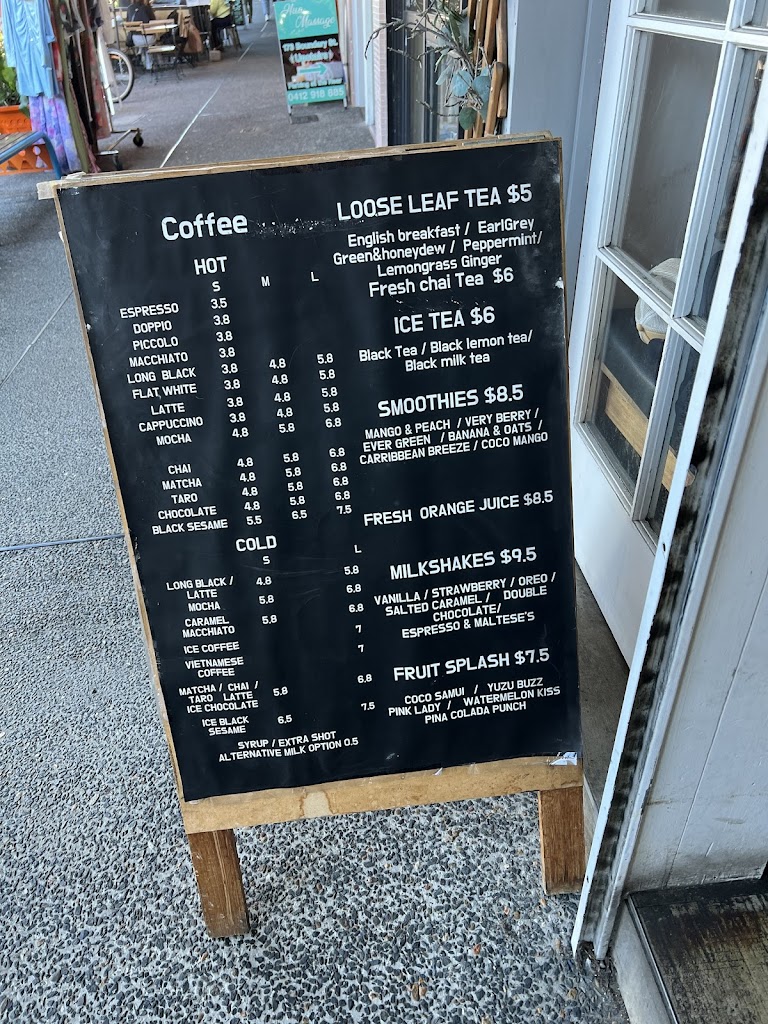 Massage
Boundary St.
0412 918 885
Coffee
HOT
S M L
ESPRESSO 3.5
DOPPIO 3.8
PICCOLO 3.8
MACCHIATO 3.8
LONG BLACK 3.8 4.8 5.8
FLAT WHITE 3.8 4.8 5.8
LATTE 3.8 4.8 5.8
CAPPUCCINO 3.8 4.8 5.8
MOCHA 4.8 5.8 6.8
CHAI 4.8 5.8 6.8
MATCHA 4.8 5.8 6.8
TARO 4.8 5.8 6.8
CHOCOLATE 4.8 5.8 6.8
BLACK SESAME 5.5 6.5 7.5
COLD
S L
LONG BLACK / 4.8 5.8
LATTE
MOCHA 5.8 6.8
CARAMEL 5.8 6.8
MACCHIATO
ICE COFFEE 7
VIETNAMESE 7
COFFEE
MATCHA / CHAI / 5.8 6.8
TARO LATTE
ICE CHOCOLATE
ICE BLACK 6.5 7.5
SESAME
SYRUP / EXTRA SHOT
ALTERNATIVE MILK OPTION 0.5
LOOSE LEAF TEA $5
English breakfast / EarlGrey
Green&honeydew / Peppermint/
Lemongrass Ginger
Fresh chai Tea $6
ICE TEA $6
Black Tea / Black lemon tea/
Black milk tea
SMOOTHIES $8.5
MANGO & PEACH / VERY BERRY /
EVER GREEN / BANANA & OATS /
CARRIBBEAN BREEZE / COCO MANGO
FRESH ORANGE JUICE $8.5
MILKSHAKES $9.5
VANILLA / STRAWBERRY / OREO /
SALTED CARAMEL / DOUBLE
CHOCOLATE/
ESPRESSO & MALTESE'S
FRUIT SPLASH $7.5
COCO SAMUI / YUZU BUZZ
PINK LADY / WATERMELON KISS
PINA COLADA PUNCH